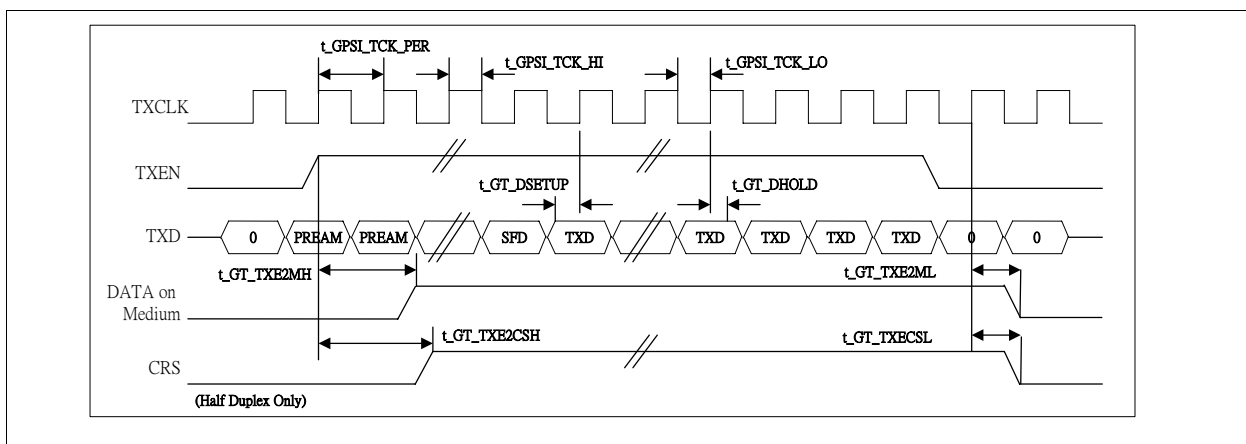 t_GPSI_TCK_PER
t_GPSI_TCK_HI
t_GPSI_TCK_LO
TXCLK
TXEN
t_GT_DSETUP
t_GT_DHOLD
TXD
0
PREAM
PREAM
SFD
TXD
TXD
TXD
TXD
TXD
0
0
t_GT_TXE2MH
t_GT_TXE2ML
DATA on
Medium
t_GT_TXE2CSH
t_GT_TXECSL
CRS
(Half Duplex Only)